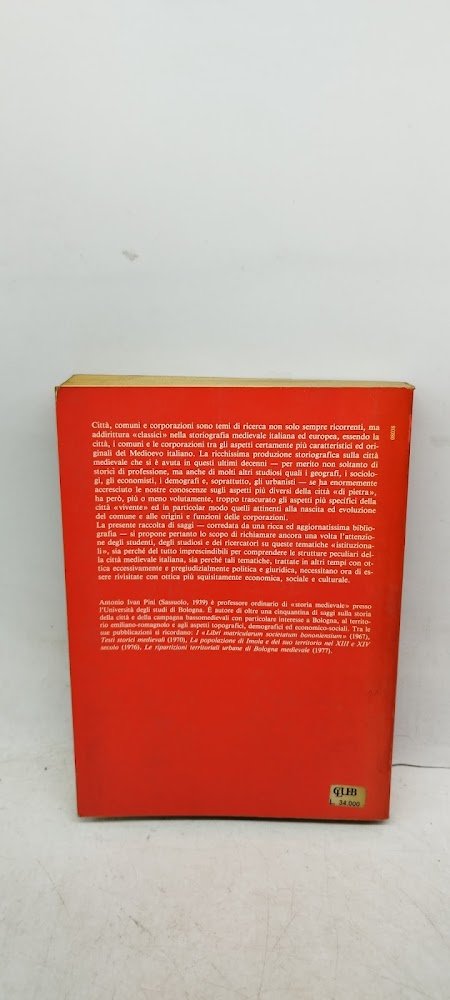 Città, comuni e corporazioni sono temi di ricerca non solo sempre ricorrenti, ma
addirittura «classici» nella storiografia medievale italiana ed europea, essendo la
città, i comuni e le corporazioni tra gli aspetti certamente più caratteristici ed ori-
ginali del Medioevo italiano. La ricchissima produzione storiografica sulla città
medievale che si è avuta in questi ultimi decenni — per merito non soltanto di
storici di professione, ma anche di molti altri studiosi quali i geografi, i sociolo-
gi, gli economisti, i demografi e, soprattutto, gli urbanisti — se ha enormemente
accresciuto le nostre conoscenze sugli aspetti più diversi della città «di pietra»,
ha però, più o meno volutamente, troppo trascurato gli aspetti più specifici della
città «vivente» ed in particolar modo quelli attinenti alla nascita ed evoluzione
del comune e alle origini e funzioni delle corporazioni.
La presente raccolta di saggi — corredata da una ricca ed aggiornatissima biblio-
grafia — si propone pertanto lo scopo di richiamare ancora una volta l'attenzio-
ne degli studenti, degli studiosi e dei ricercatori su queste tematiche «istituziona-
li», sia perché del tutto imprescindibili per comprendere le strutture peculiari del-
la città medievale italiana, sia perché tali tematiche, trattate in altri tempi con ot-
tica eccessivamente e pregiudizialmente politica e giuridica, necessitano ora di es-
sere rivisitate con ottica più squisitamente economica, sociale e culturale.
Antonio Ivan Pini (Sassuolo, 1939) è professore ordinario di «storia medievale» presso
l'Università degli studi di Bologna. È autore di oltre una cinquantina di saggi sulla storia
della città e della campagna bassomedievali con particolare interesse a Bologna, al territo-
rio emiliano-romagnolo e agli aspetti topografici, demografici ed economico-sociali. Tra le
sue pubblicazioni si ricordano: I «Libri matricularum societatum bononiensium» (1967),
Testi storici medievali (1970), La popolazione di Imola e del suo territorio nel XIII e XIV
secolo (1976), Le ripartizioni territoriali urbane di Bologna medievale (1977).
CLUEB
L. 34.000